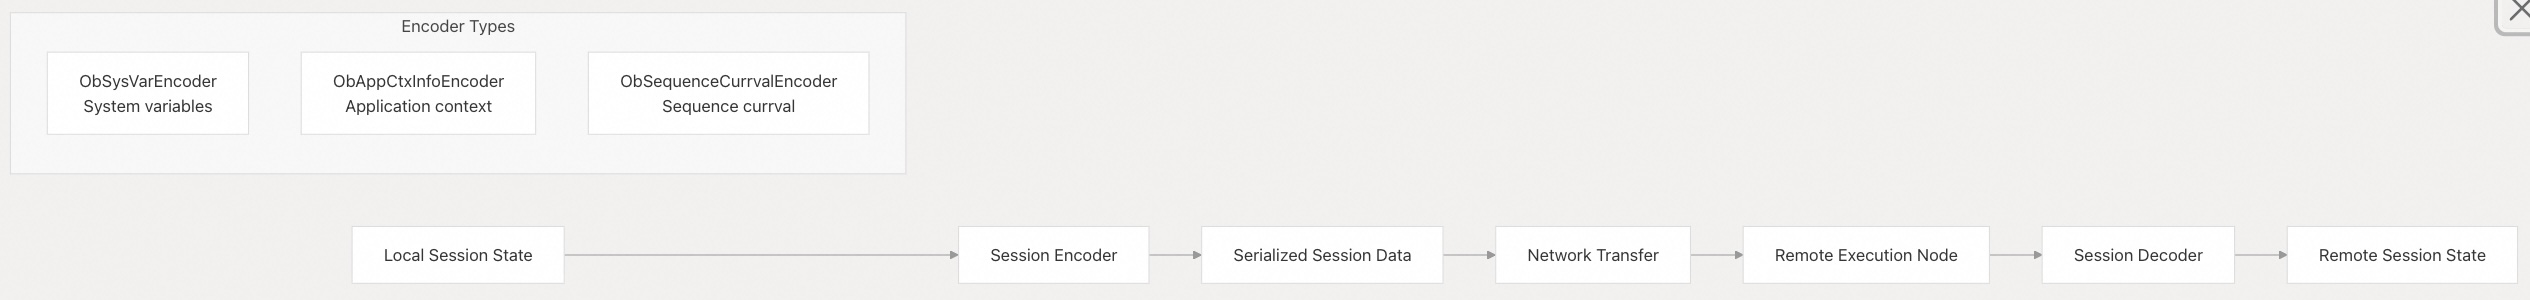 Encoder Types
ObSysVarEncoder
System variables
ObAppCtxInfoEncoder
Application context
ObSequenceCurrvalEncoder
Sequence currval
Local Session State
Session Encoder
Serialized Session Data
Network Transfer
Remote Execution Node
Session Decoder
Remote Session State